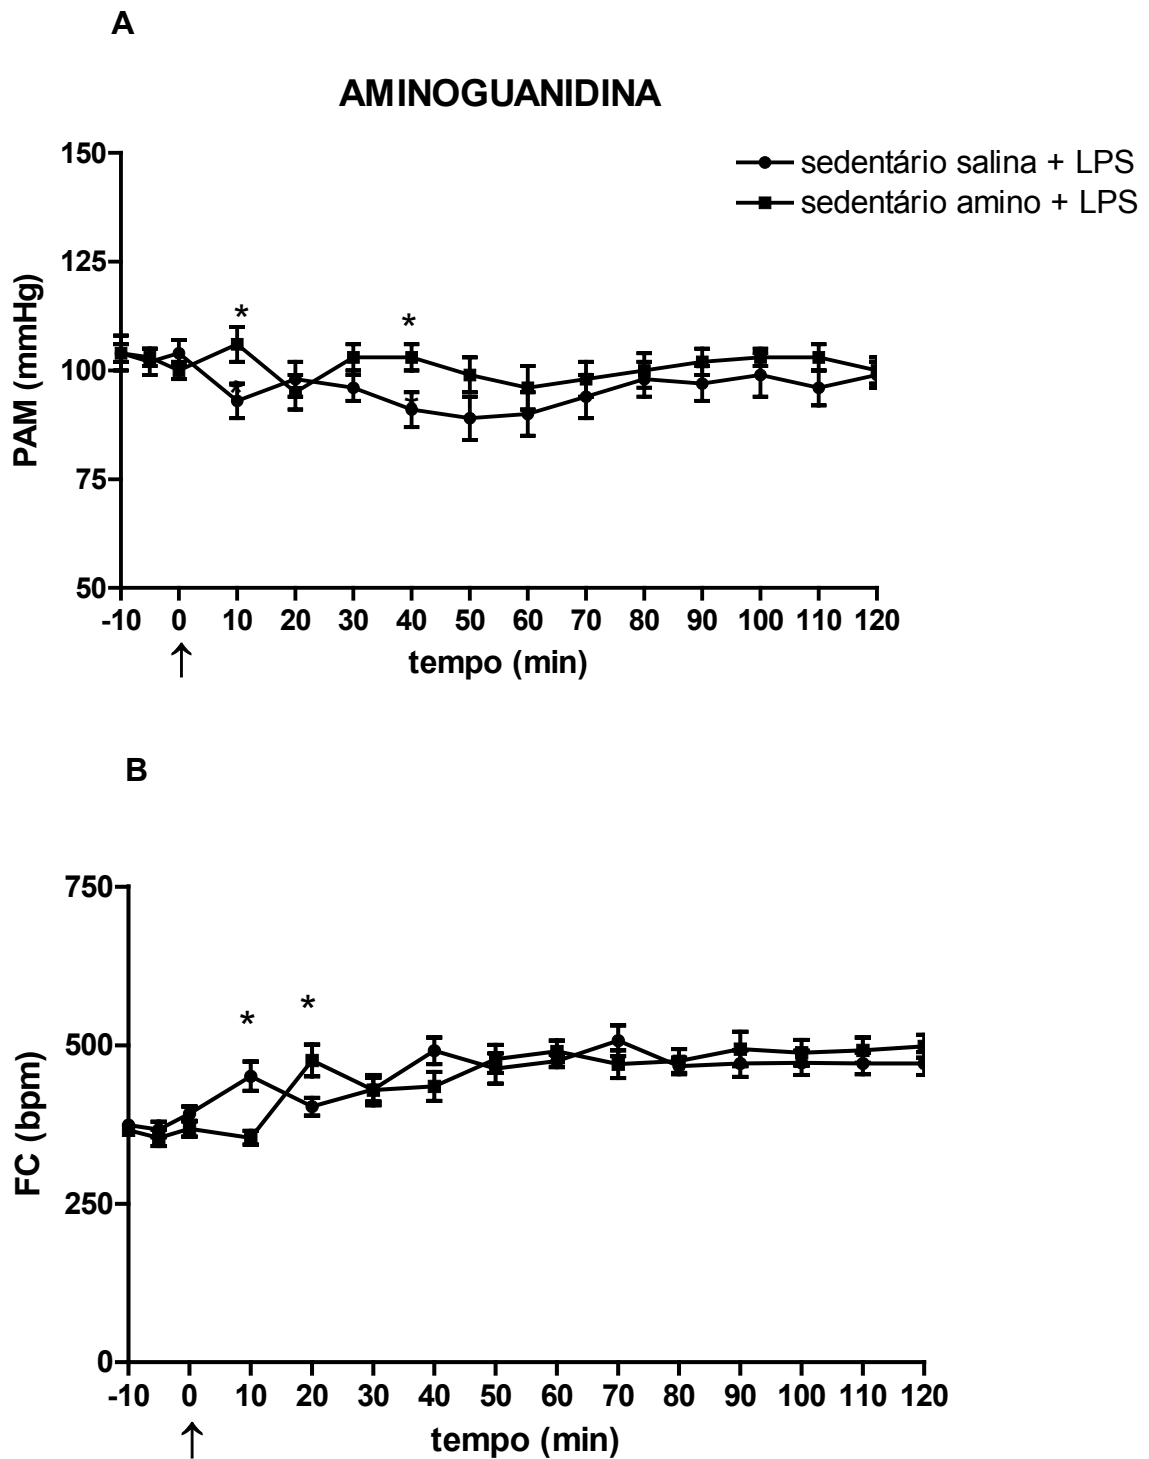 A
AMINOGUANIDINA
sedentário salina + LPS
sedentário amino + LPS
150
125
100
75
50
PAM (mmHg)
*
*
*
-10 0 10 20 30 40 50 60 70 80 90 100 110 120
↑
tempo (min)
B
750
500
250
0
FC (bpm)
*
*
-10 0 10 20 30 40 50 60 70 80 90 100 110 120
↑
tempo (min)